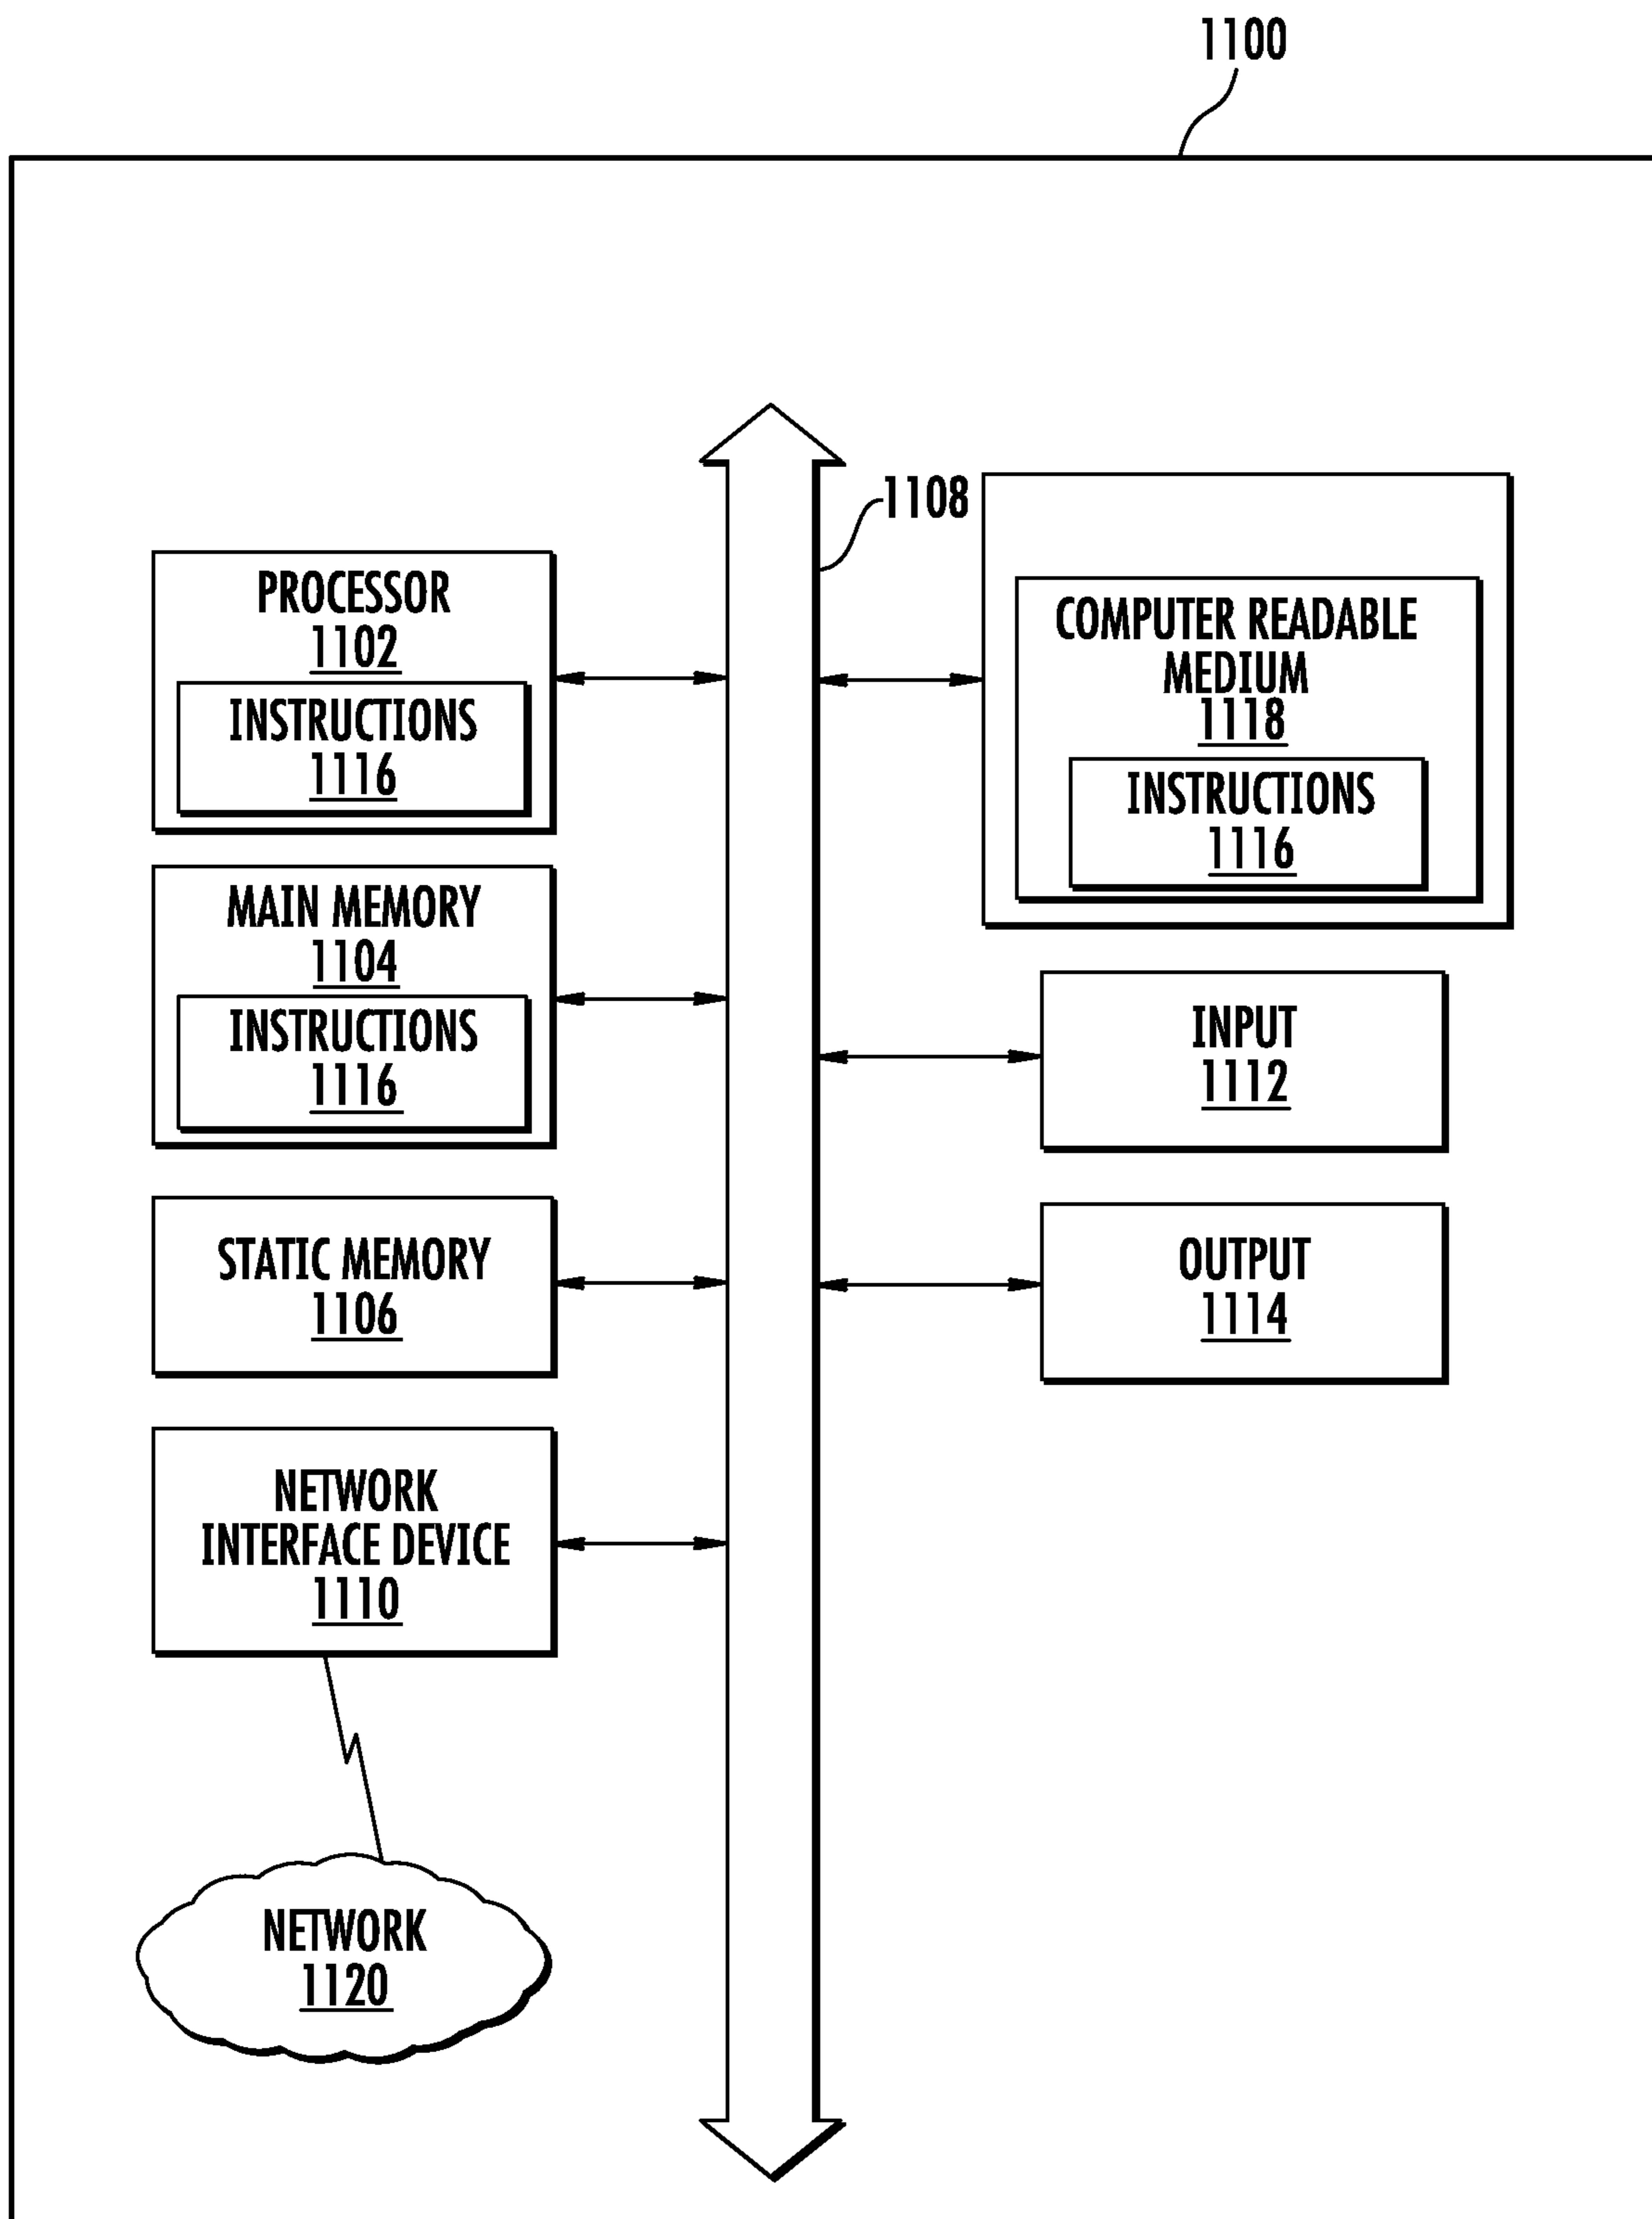 1100
1108
PROCESSOR
1102
INSTRUCTIONS
1116
MAIN MEMORY
1104
INSTRUCTIONS
1116
STATIC MEMORY
1106
NETWORK
INTERFACE DEVICE
1110
NETWORK
1120
COMPUTER READABLE
MEDIUM
1118
INSTRUCTIONS
1116
INPUT
1112
OUTPUT
1114